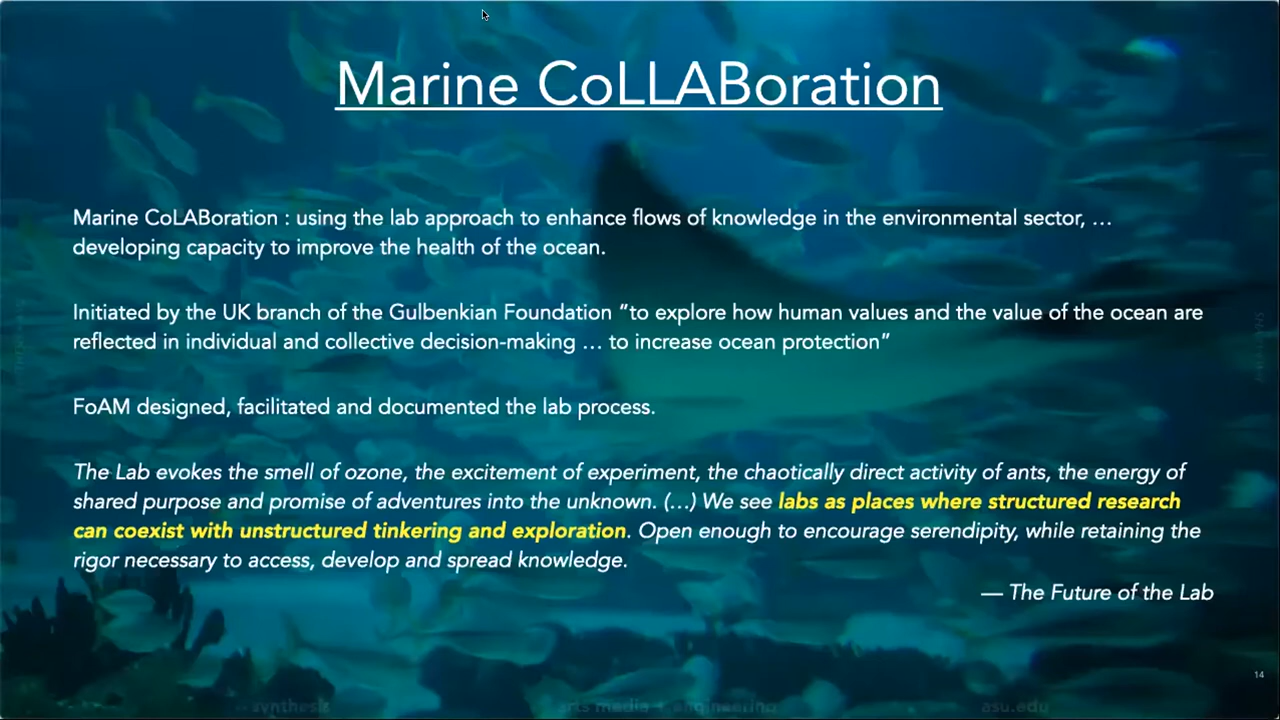 Marine CoLLABoration
Marine CoLABoration : using the lab approach to enhance flows of knowledge in the environmental sector, …
developing capacity to improve the health of the ocean.
Initiated by the UK branch of the Gulbenkian Foundation “to explore how human values and the value of the ocean are
reflected in individual and collective decision-making … to increase ocean protection”
FoAM designed, facilitated and documented the lab process.
The Lab evokes the smell of ozone, the excitement of experiment, the chaotically direct activity of ants, the energy of
shared purpose and promise of adventures into the unknown. (…) We see labs as places where structured research
can coexist with unstructured tinkering and exploration. Open enough to encourage serendipity, while retaining the
rigor necessary to access, develop and spread knowledge.
— The Future of the Lab
14
synthesis arts media + engineering asu.edu